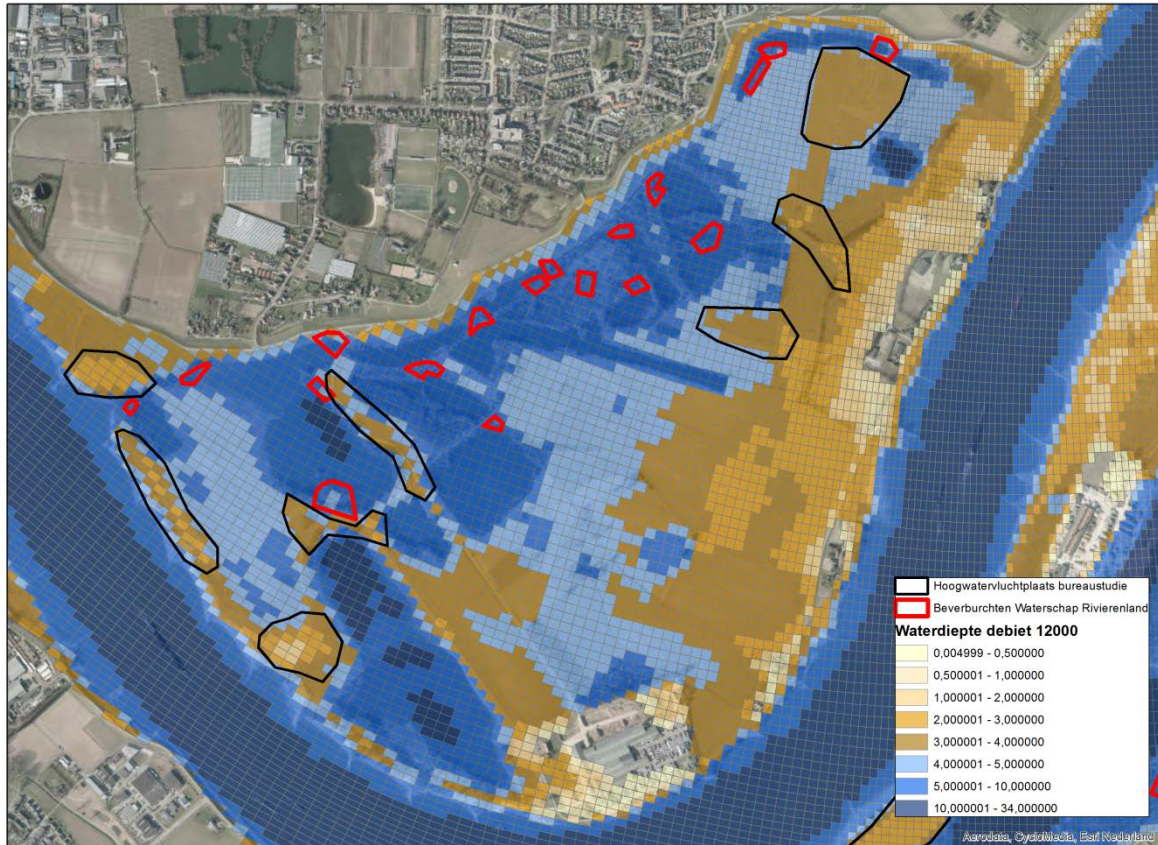 Hoogwatervluchtplaats bureaustudie
Beverburchten Waterschap Rivierenland
Waterdiepte debiet 12000
0,004999 - 0,500000
0,500001 - 1,000000
1,000001 - 2,000000
2,000001 - 3,000000
3,000001 - 4,000000
4,000001 - 5,000000
5,000001 - 10,000000
10,000001 - 34,000000
Aerodata, CycloMedia, Esri Nederland